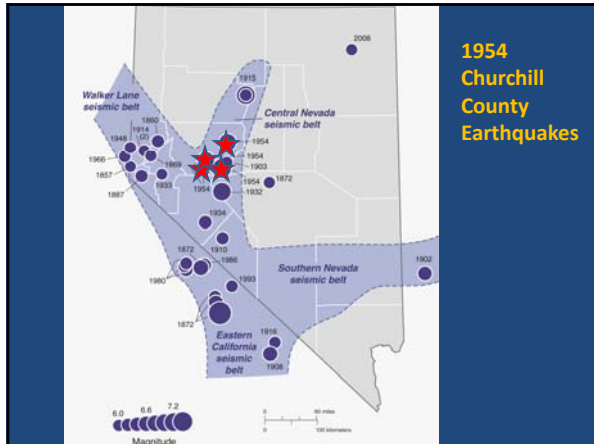 2008
1954
Churchill
County
Earthquakes
1915
Walker Lane
seismic belt
Central Nevada
seismic belt
1860
1914
(2)
1948
1966
1857
1887
1869
1933
1954
1954
1903
1954
1954
1932
1872
1934
1910
1872
1986
1980
1993
Southern Nevada
seismic belt
1902
1872
1916
1908
Eastern
California
seismic
belt
6.0
6.6
7.2
Magnitude
0
60 miles
0
100 kilometers